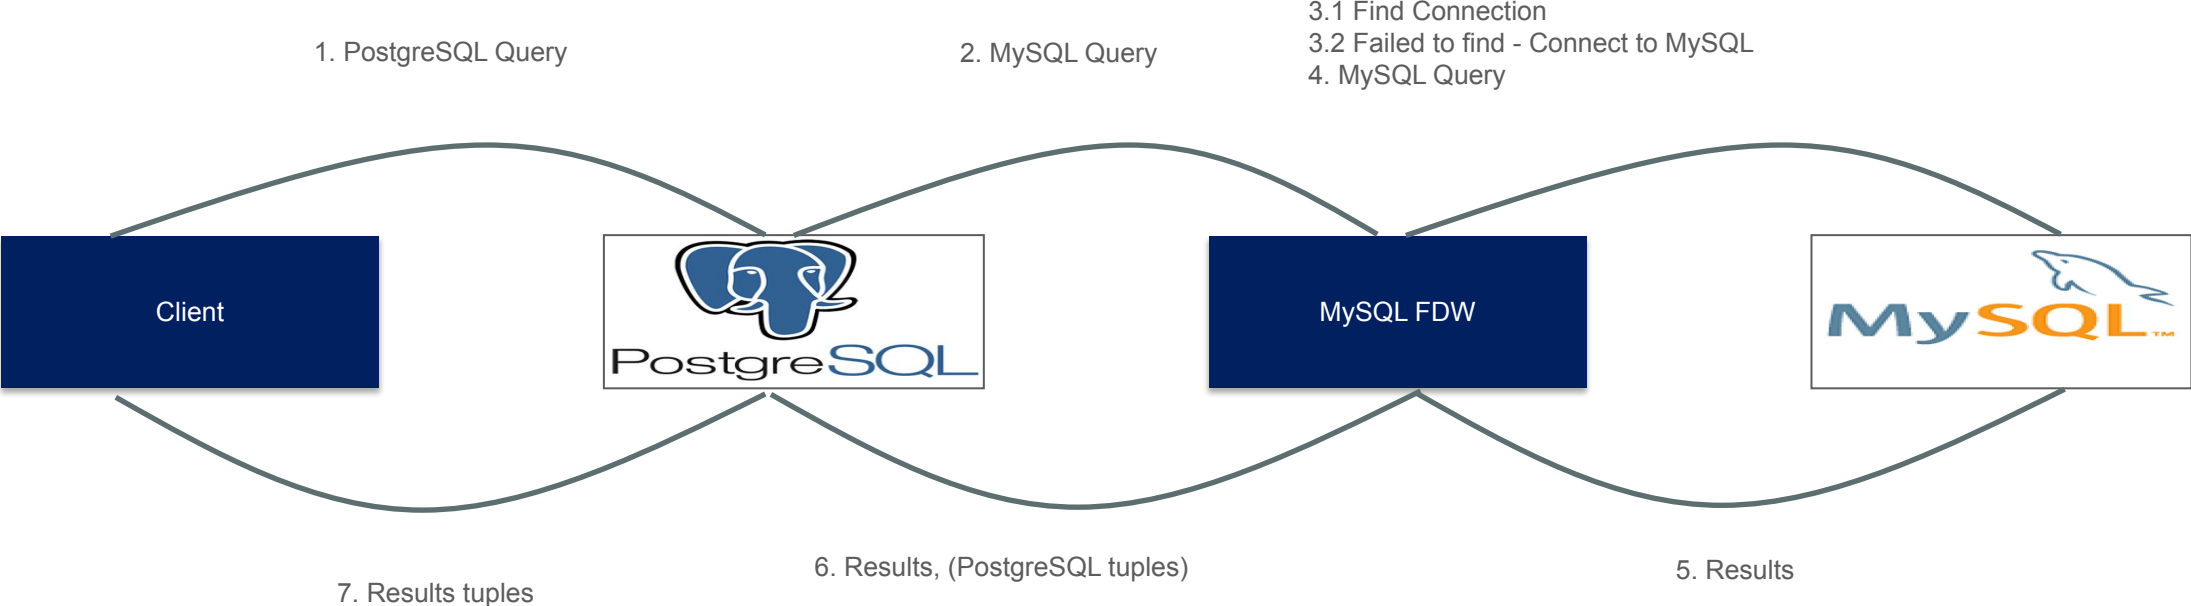 3.1 Find Connection
1. PostgreSQL Query
2. MySQL Query
3.2 Failed to find - Connect to MySQL
4. MySQL Query
Client
PostgreSQL
MySQL FDW
MySQL™
6. Results, (PostgreSQL tuples)
5. Results
7. Results tuples